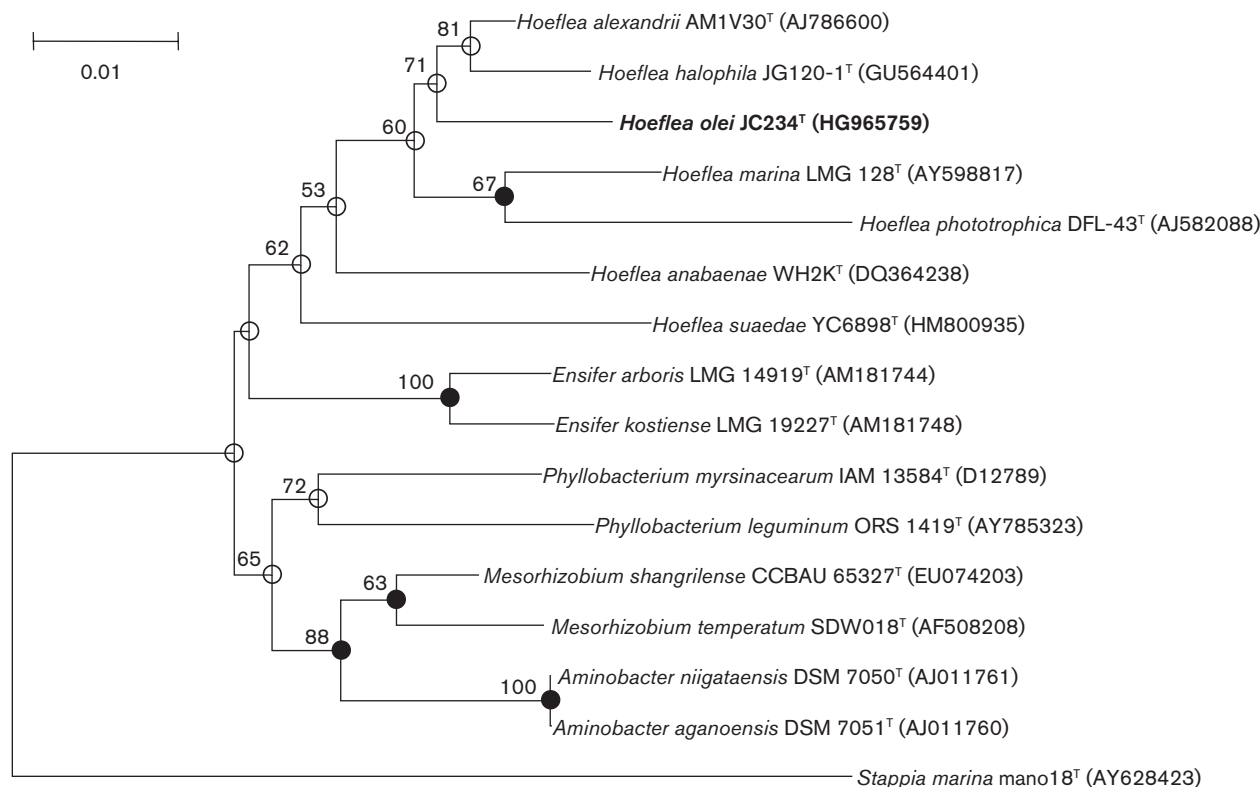 0.01
81
Hoeflea alexandrii AM1V30ᵀ (AJ786600)
71
Hoeflea halophila JG120-1ᵀ (GU564401)
60
Hoeflea olei JC234ᵀ (HG965759)
67
Hoeflea marina LMG 128ᵀ (AY598817)
53
Hoeflea phototrophica DFL-43ᵀ (AJ582088)
62
Hoeflea anabaenae WH2Kᵀ (DQ364238)
Hoeflea suaedae YC6898ᵀ (HM800935)
100
Ensifer arboris LMG 14919ᵀ (AM181744)
Ensifer kostiense LMG 19227ᵀ (AM181748)
72
Phyllobacterium myrsinacearum IAM 13584ᵀ (D12789)
Phyllobacterium leguminum ORS 1419ᵀ (AY785323)
65
63
Mesorhizobium shangrilense CCBAU 65327ᵀ (EU074203)
88
Mesorhizobium temperatum SDW018ᵀ (AF508208)
100
Aminobacter niigataensis DSM 7050ᵀ (AJ011761)
Aminobacter aganoensis DSM 7051ᵀ (AJ011760)
Stappia marina mano18ᵀ (AY628423)